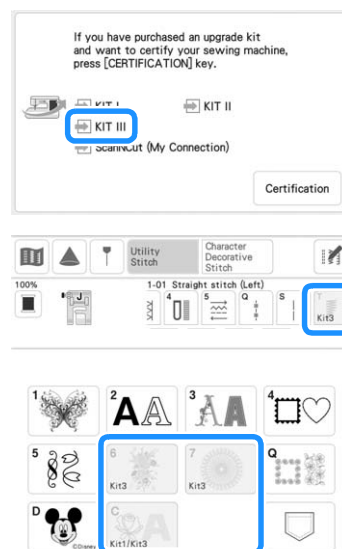 If you have purchased an upgrade kit
and want to certify your sewing machine,
press [CERTIFICATION] key.
KIT I KIT II
KIT III
ScanNCut (My Connection)
Certification
Utility
Stitch
Character
Decorative
Stitch
100%
1-01 Straight stitch (Left)
J
4 5 Q S
Kit3
1 2 AA 3 AA 4
5 6 Kit3 7 Kit3 Q
D C A Kit1/Kit3
©Disney